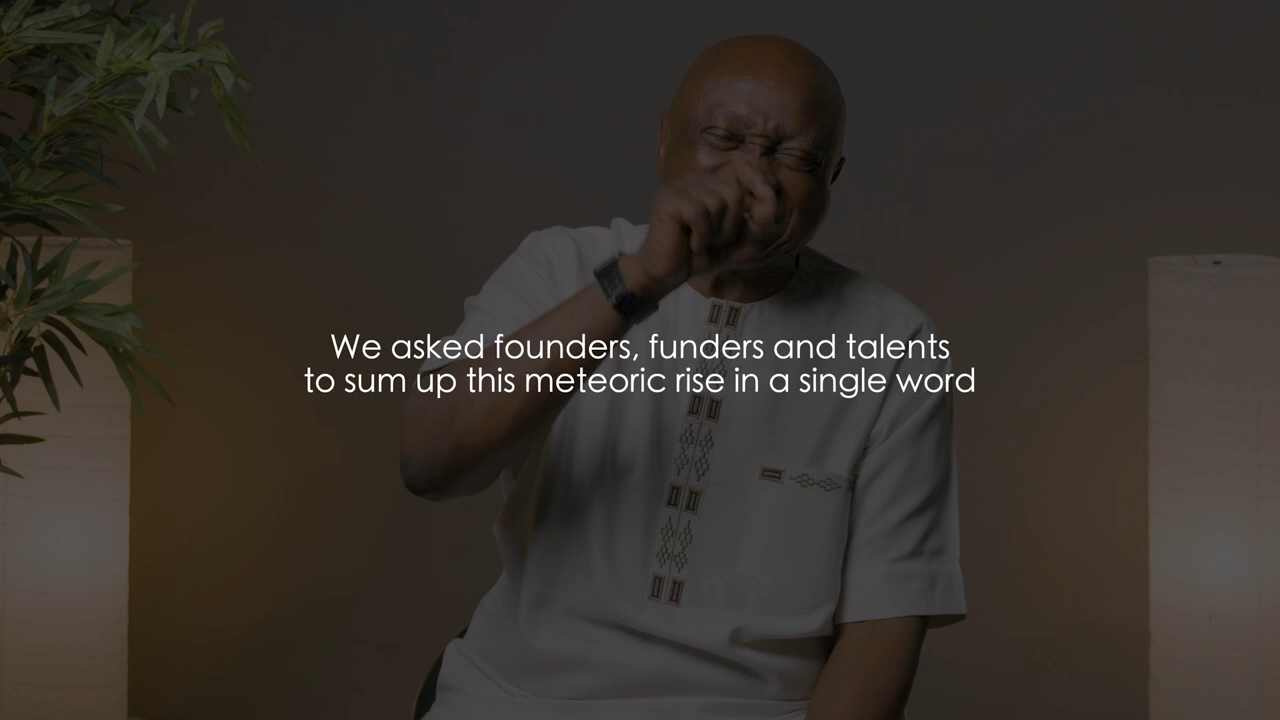 We asked founders, funders and talents
to sum up this meteoric rise in a single word